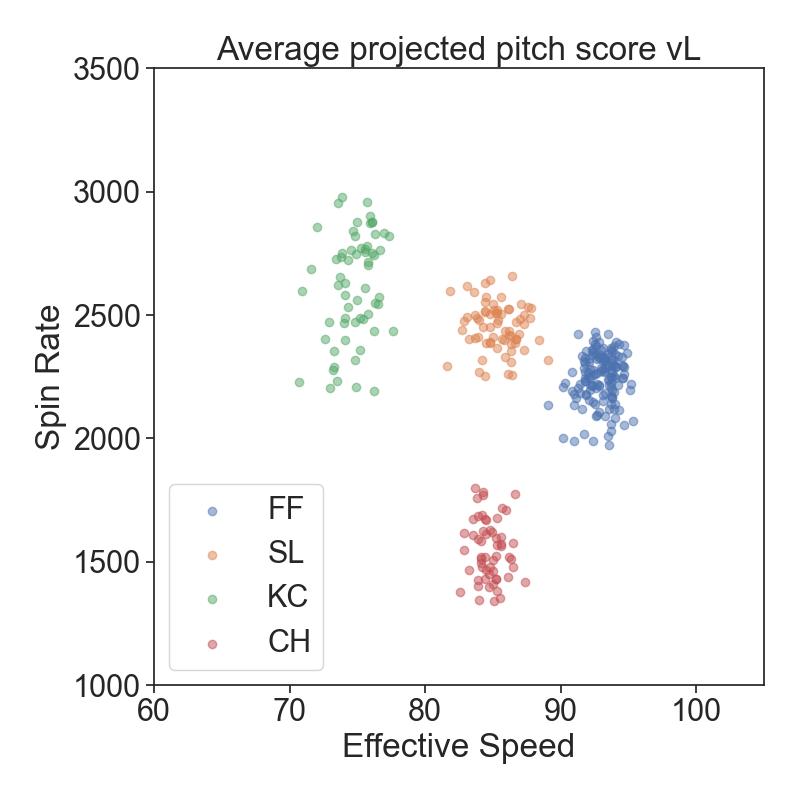 Average projected pitch score vL
3500
3000
2500
2000
1500
1000
Spin Rate
FF
SL
KC
CH
60 70 80 90 100
Effective Speed